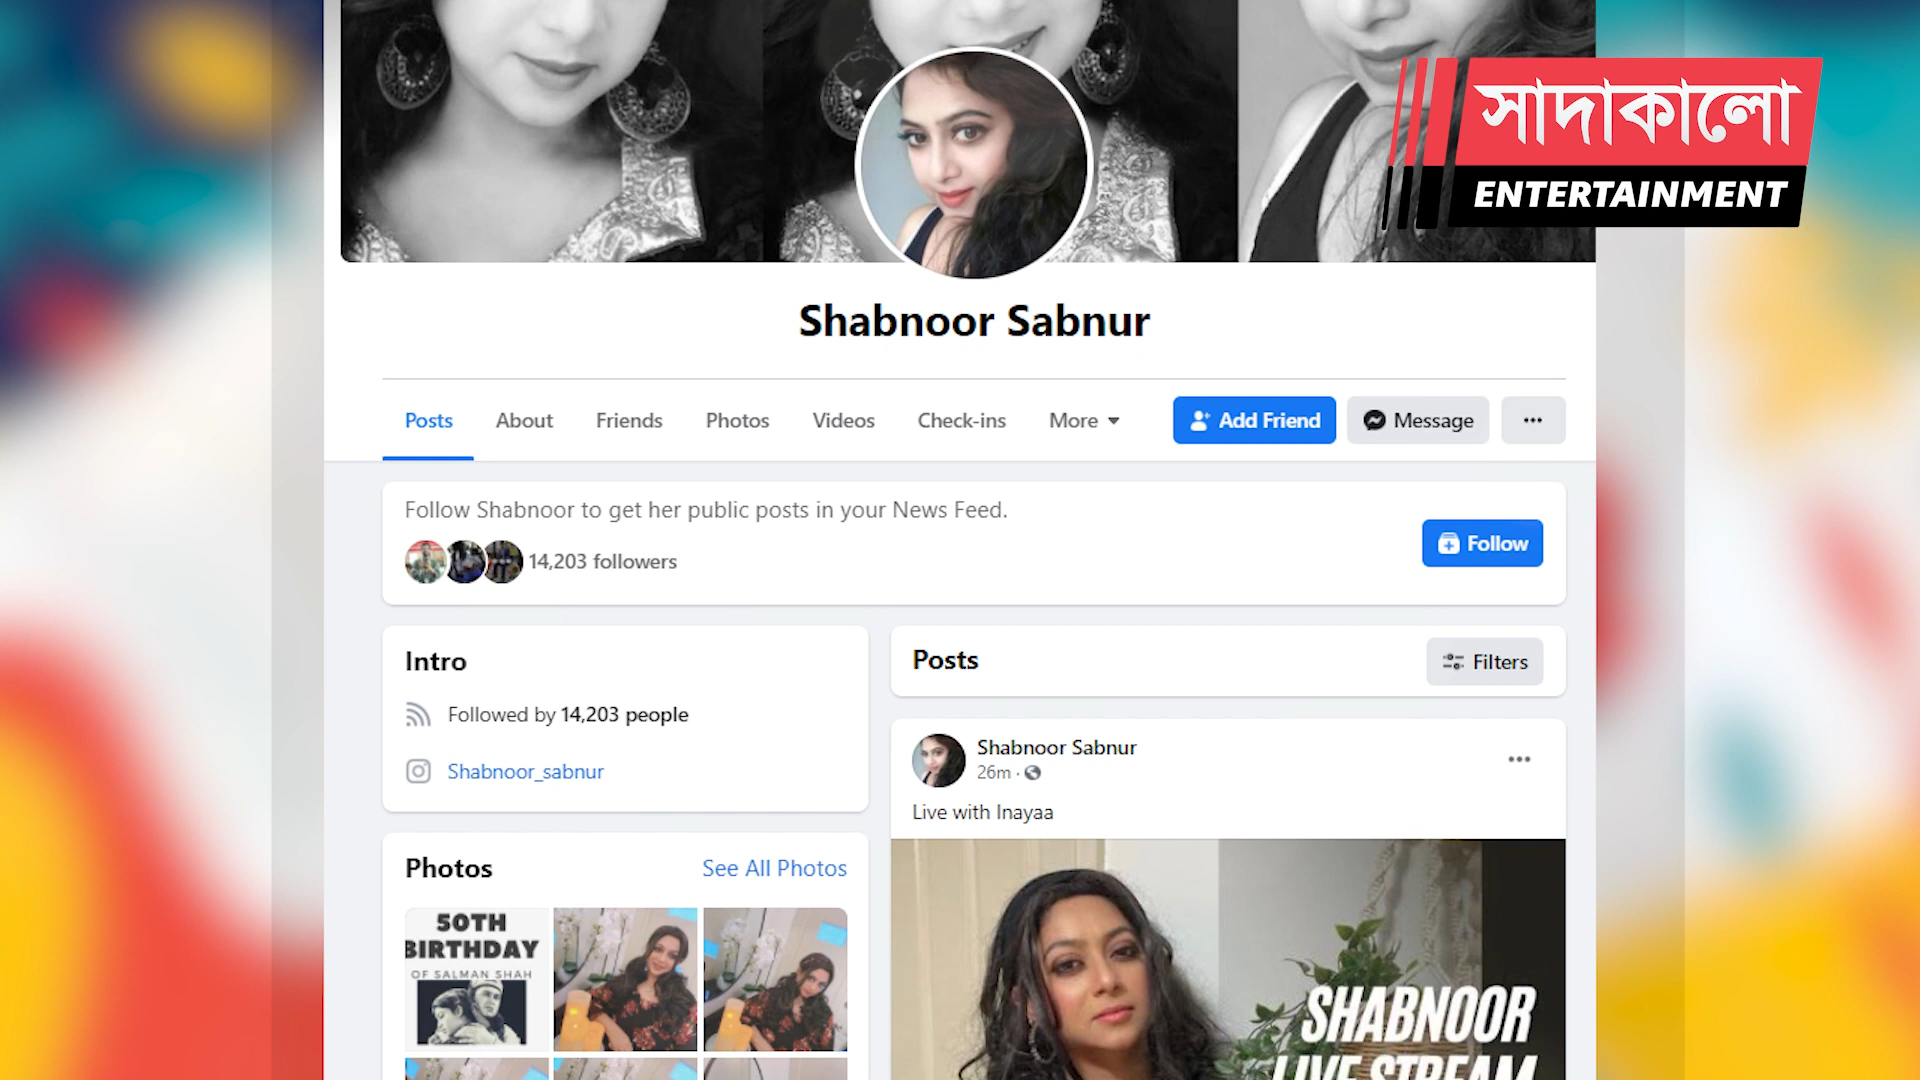 সাদাকালো
ENTERTAINMENT
Shabnoor Sabnur
Posts About Friends Photos Videos Check-ins More Add Friend Message
Follow Shabnoor to get her public posts in your News Feed.
14,203 followers
Follow
Intro
Followed by 14,203 people
Shabnoor_sabnur
Photos See All Photos
50TH
BIRTHDAY
OF SALMAN SHAH
Posts Filters
Shabnoor Sabnur
26m
Live with Inayaa
SHABNOOR
LIVE STREAM